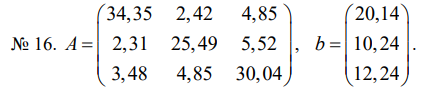 34,35 2,42 4,85 20,14
№ 16. A = 2,31 25,49 5,52 , b = 10,24 .
3,48 4,85 30,04 12,24